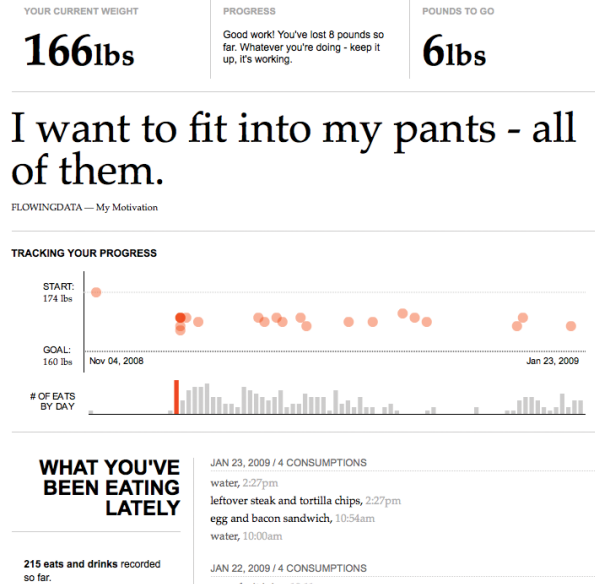 YOUR CURRENT WEIGHT
PROGRESS
POUNDS TO GO
166lbs
Good work! You've lost 8 pounds so
far. Whatever you're doing - keep it
up, it's working.
6lbs
I want to fit into my pants - all
of them.
FLOWINGDATA — My Motivation
TRACKING YOUR PROGRESS
START:
174 lbs
GOAL:
160 lbs
Nov 04, 2008
Jan 23, 2009
# OF EATS
BY DAY
WHAT YOU'VE
BEEN EATING
LATELY
215 eats and drinks recorded
so far.
JAN 23, 2009 / 4 CONSUMPTIONS
water, 2:27pm
leftover steak and tortilla chips, 2:27pm
egg and bacon sandwich, 10:54am
water, 10:00am
JAN 22, 2009 / 4 CONSUMPTIONS